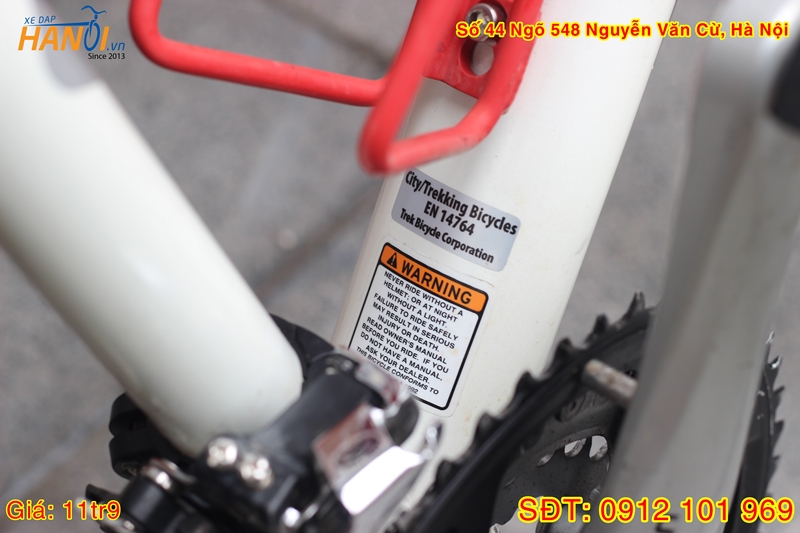 XE DAP
HANOI.vn
Since 2013
Số 44 Ngõ 548 Nguyễn Văn Cừ, Hà Nội
City/Trekking Bicycles
EN 14764
Trek Bicycle Corporation
WARNING
NEVER RIDE WITHOUT A
HELMET; OR AT NIGHT
WITHOUT A LIGHT.
FAILURE TO RIDE SAFELY
MAY RESULT IN SERIOUS
INJURY OR DEATH.
READ OWNER'S MANUAL
BEFORE YOU RIDE. IF YOU
DO NOT HAVE A MANUAL,
ASK YOUR DEALER.
THIS BICYCLE CONFORMS TO
Giá: 11tr9
SĐT: 0912 101 969